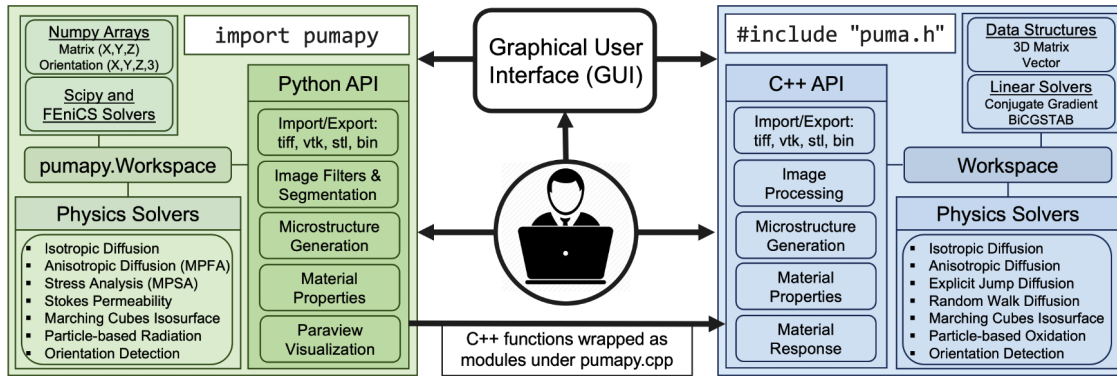 Numpy Arrays
Matrix (X,Y,Z)
Orientation (X,Y,Z,3)
Scipy and
FEniCS Solvers
import pumapy
Python API
Import/Export:
tiff, vtk, stl, bin
Image Filters &
Segmentation
Microstructure
Generation
Material
Properties
Paraview
Visualization
pumapy.Workspace
Physics Solvers
▪ Isotropic Diffusion
▪ Anisotropic Diffusion (MPFA)
▪ Stress Analysis (MPSA)
▪ Stokes Permeability
▪ Marching Cubes Isosurface
▪ Particle-based Radiation
▪ Orientation Detection
Graphical User
Interface (GUI)
C++ functions wrapped as
modules under pumapy.cpp
#include "puma.h"
C++ API
Import/Export:
tiff, vtk, stl, bin
Image
Processing
Microstructure
Generation
Material
Properties
Material
Response
Data Structures
3D Matrix
Vector
Linear Solvers
Conjugate Gradient
BiCGSTAB
Workspace
Physics Solvers
▪ Isotropic Diffusion
▪ Anisotropic Diffusion
▪ Explicit Jump Diffusion
▪ Random Walk Diffusion
▪ Marching Cubes Isosurface
▪ Particle-based Oxidation
▪ Orientation Detection